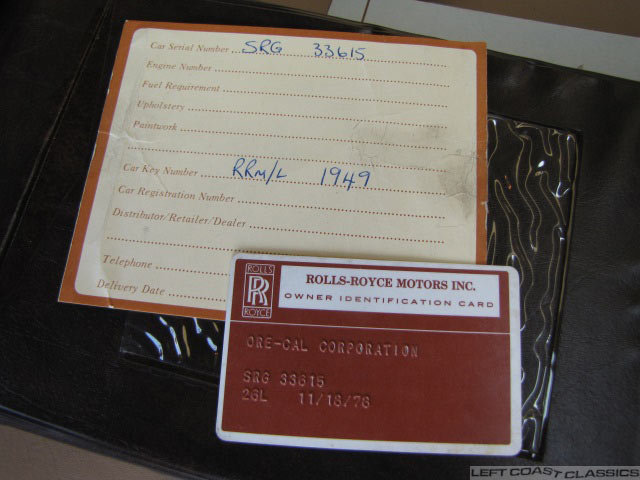 Car Serial Number SRG 33615
Engine Number
Fuel Requirement
Upholstery
Paintwork
Car Key Number RRM/L 1949
Car Registration Number
Distributor/Retailer/Dealer
Telephone
Delivery Date
ROLLS
RR
ROYCE
ROLLS-ROYCE MOTORS INC.
OWNER IDENTIFICATION CARD
ORE-CAL CORPORATION
SRG 33615
26L 11/18/78
LEFT COAST CLASSICS